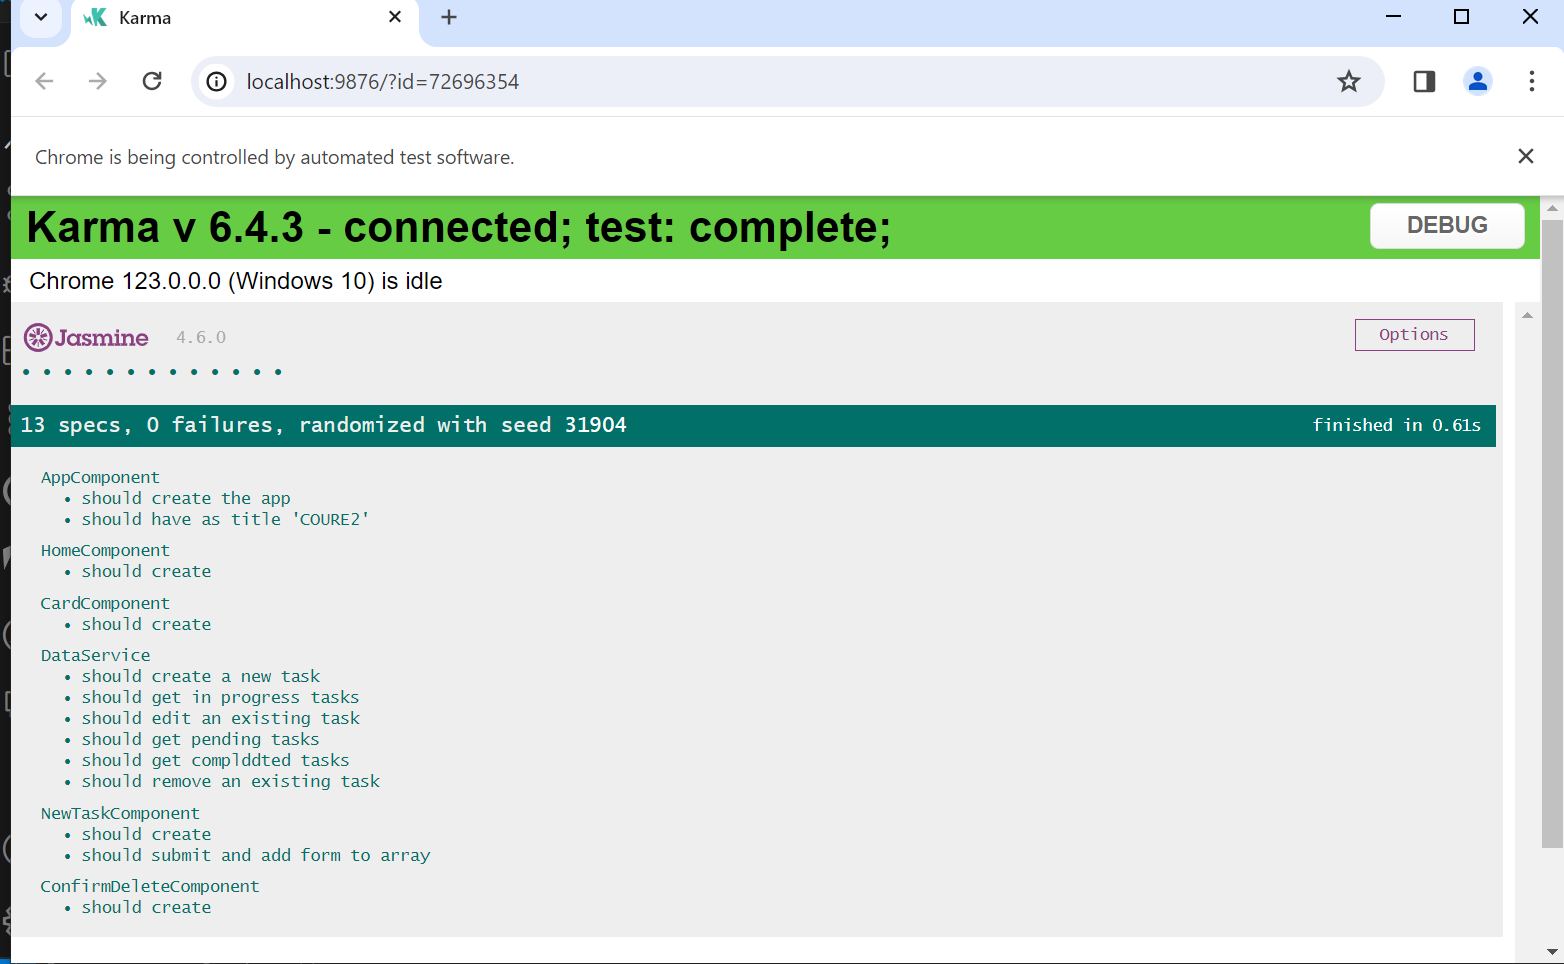 Karma
localhost:9876/?id=72696354
Chrome is being controlled by automated test software.
Karma v 6.4.3 - connected; test: complete;
DEBUG
Chrome 123.0.0.0 (Windows 10) is idle
Jasmine 4.6.0
Options
13 specs, 0 failures, randomized with seed 31904
finished in 0.61s
AppComponent
• should create the app
• should have as title 'COURE2'
HomeComponent
• should create
CardComponent
• should create
DataService
• should create a new task
• should get in progress tasks
• should edit an existing task
• should get pending tasks
• should get complddted tasks
• should remove an existing task
NewTaskComponent
• should create
• should submit and add form to array
ConfirmDeleteComponent
• should create